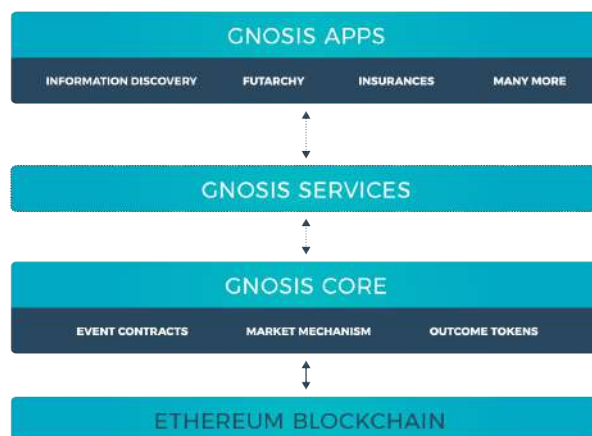 GNOSIS APPS
INFORMATION DISCOVERY FUTARCHY INSURANCES MANY MORE
GNOSIS SERVICES
GNOSIS CORE
EVENT CONTRACTS MARKET MECHANISM OUTCOME TOKENS
ETHEREUM BLOCKCHAIN